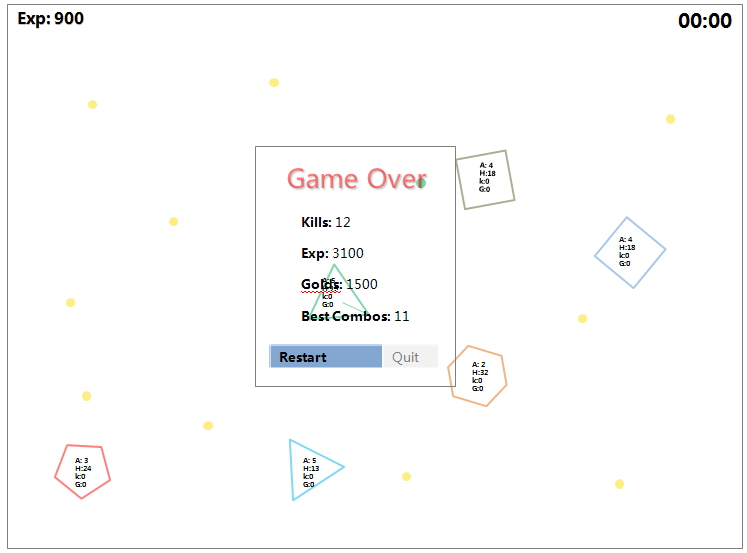 Exp: 900
00:00
Game Over
Kills: 12
Exp: 3100
Golds: 1500
k:0
G:0
Best Combos: 11
Restart
Quit
A: 4
H:18
k:0
G:0
A: 4
H:18
k:0
G:0
A: 2
H:32
k:0
G:0
A: 3
H:24
k:0
G:0
A: 5
H:13
k:0
G:0